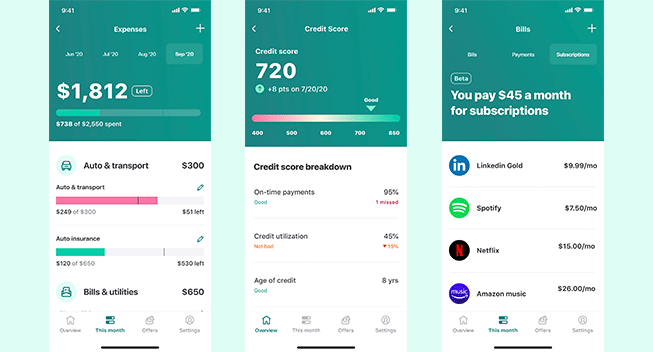 9:41
Expenses
Jun '20
Jul '20
Aug '20
Sep '20
$1,812 Left
$738 of $2,550 spent
Auto & transport $300
Auto & transport
$249 of $300 $51 left
Auto insurance
$120 of $650 $530 left
Bills & utilities $650
Overview
This month
Offers
Settings
9:41
Credit Score
Credit score
720
+8 pts on 7/20/20
Good
400 500 600 700 850
Credit score breakdown
On-time payments 95%
Good 1 missed
Credit utilization 45%
Not bad ▼15%
Age of credit 8 yrs
Good
Overview
This month
Offers
Settings
9:41
Bills
Bills
Payments
Subscriptions
Beta
You pay $45 a month
for subscriptions
in
Linkedin Gold $9.99/mo
Spotify $7.50/mo
N
Netflix $15.00/mo
music
Amazon music $26.00/mo
Overview
This month
Offers
Settings